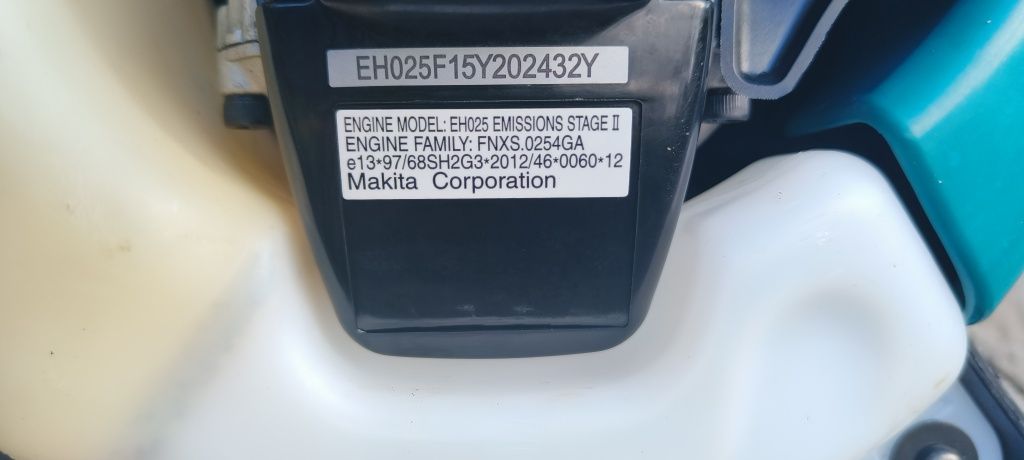 EH025F15Y202432Y
ENGINE MODEL: EH025 EMISSIONS STAGE II
ENGINE FAMILY: FNXS.0254GA
e13*97/68SH2G3*2012/46*0060*12
Makita Corporation